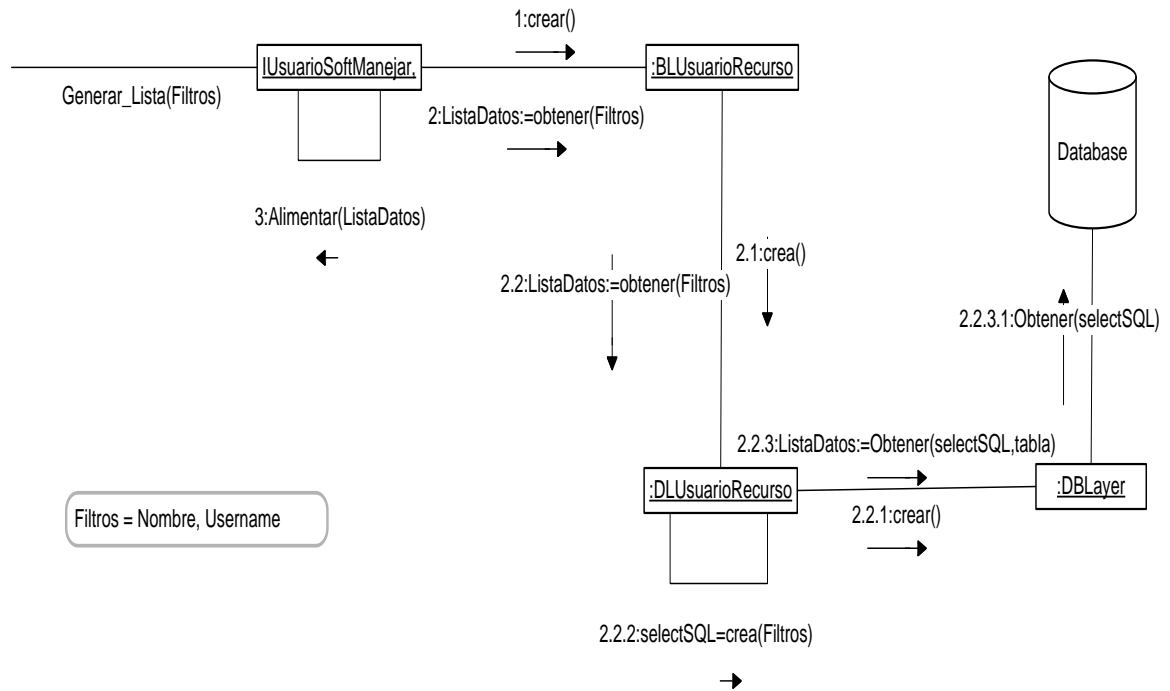 1:crear()
IUsuarioSoftManejar,
:BLUsuarioRecurso
Generar_Lista(Filtros)
2:ListaDatos:=obtener(Filtros)
Database
3:Alimentar(ListaDatos)
2.1:crea()
2.2:ListaDatos:=obtener(Filtros)
2.2.3.1:Obtener(selectSQL)
2.2.3:ListaDatos:=Obtener(selectSQL,tabla)
:DLUsuarioRecurso
:DBLayer
Filtros = Nombre, Username
2.2.1:crear()
2.2.2:selectSQL=crea(Filtros)